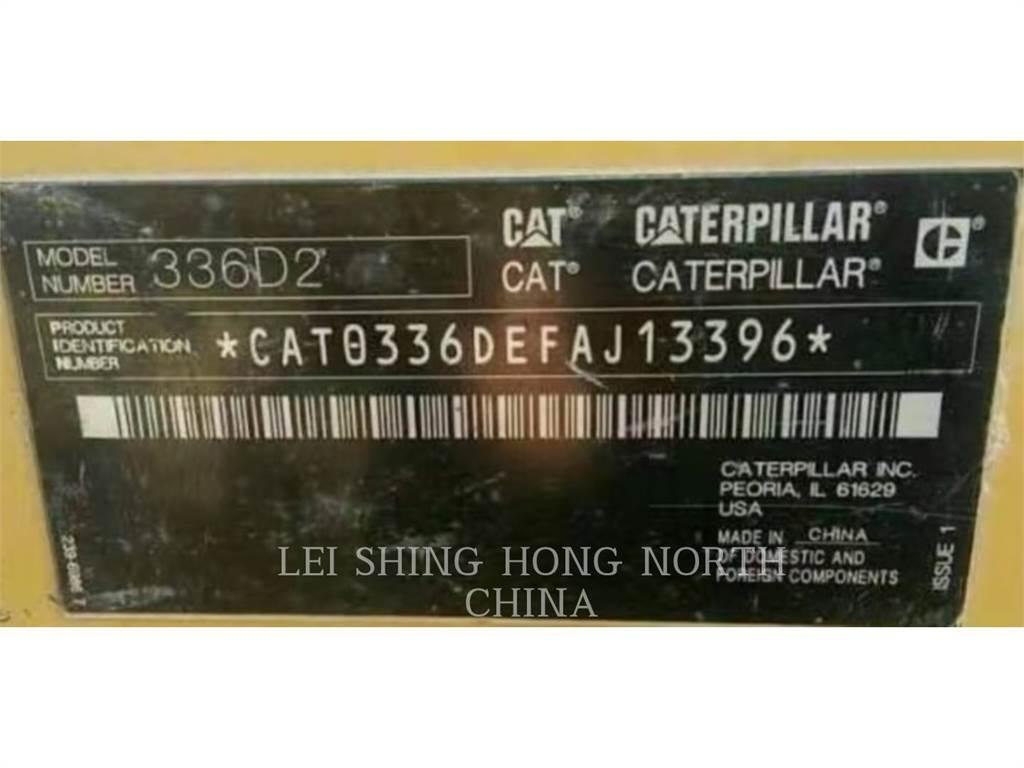 MODEL NUMBER 336D2
CAT® CATERPILLAR®
CAT® CATERPILLAR®
PRODUCT
IDENTIFICATION
NUMBER
*CAT0336DEFAJ13396*
CATERPILLAR INC.
PEORIA, IL 61629
USA
MADE IN CHINA
OF DOMESTIC AND
FOREIGN COMPONENTS
ISSUE 1
LEI SHING HONG NORTH
CHINA